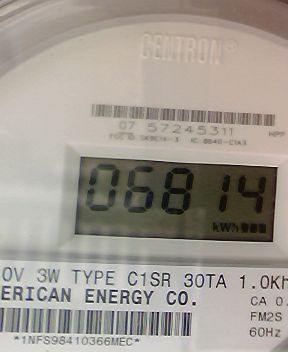 CENTRON®
07 57245311
HPP
06814
kWh
0V 3W TYPE C1SR 30TA 1.0Kh
ERICAN ENERGY CO.
CA 0.
FM2S
60Hz
*1NFS98410366MEC*